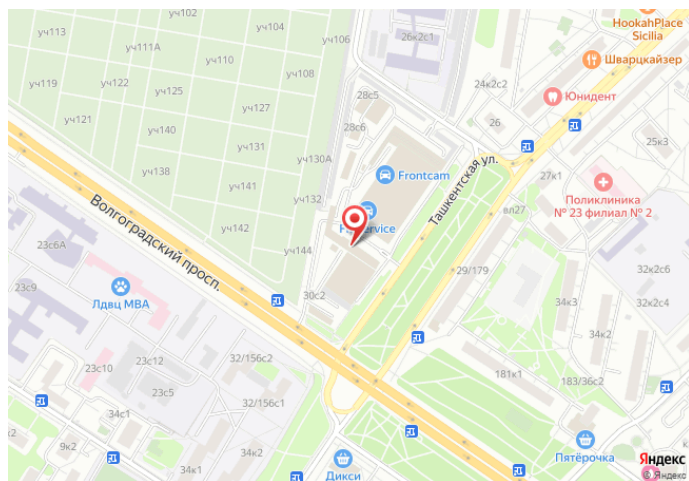 уч113
уч104
уч106
26к2с1
HookahPlace
Sicilia
уч102
уч111А
уч110
уч108
Шварцкайзер
24к2с2
уч119
уч122
уч125
28с5
Юнидент
уч121
уч127
26
уч140
28с6
25к3
уч131
уч130А
уч138
Frontcam
Ташкентская ул.
27к1
Поликлиника
№ 23 филиал № 2
уч141
уч132
вл27
Волгоградский просп.
уч142
23с6А
уч144
29/179
32к2с6
23с9
30с2
34к3
32к2с4
Лдвц МВА
34к2
23с12
32/156с2
23с10
181к1
183/36с2
23с5
32/156с1
34с1
9к2
Пятёрочка
Дикси
Яндекс
© Яндекс